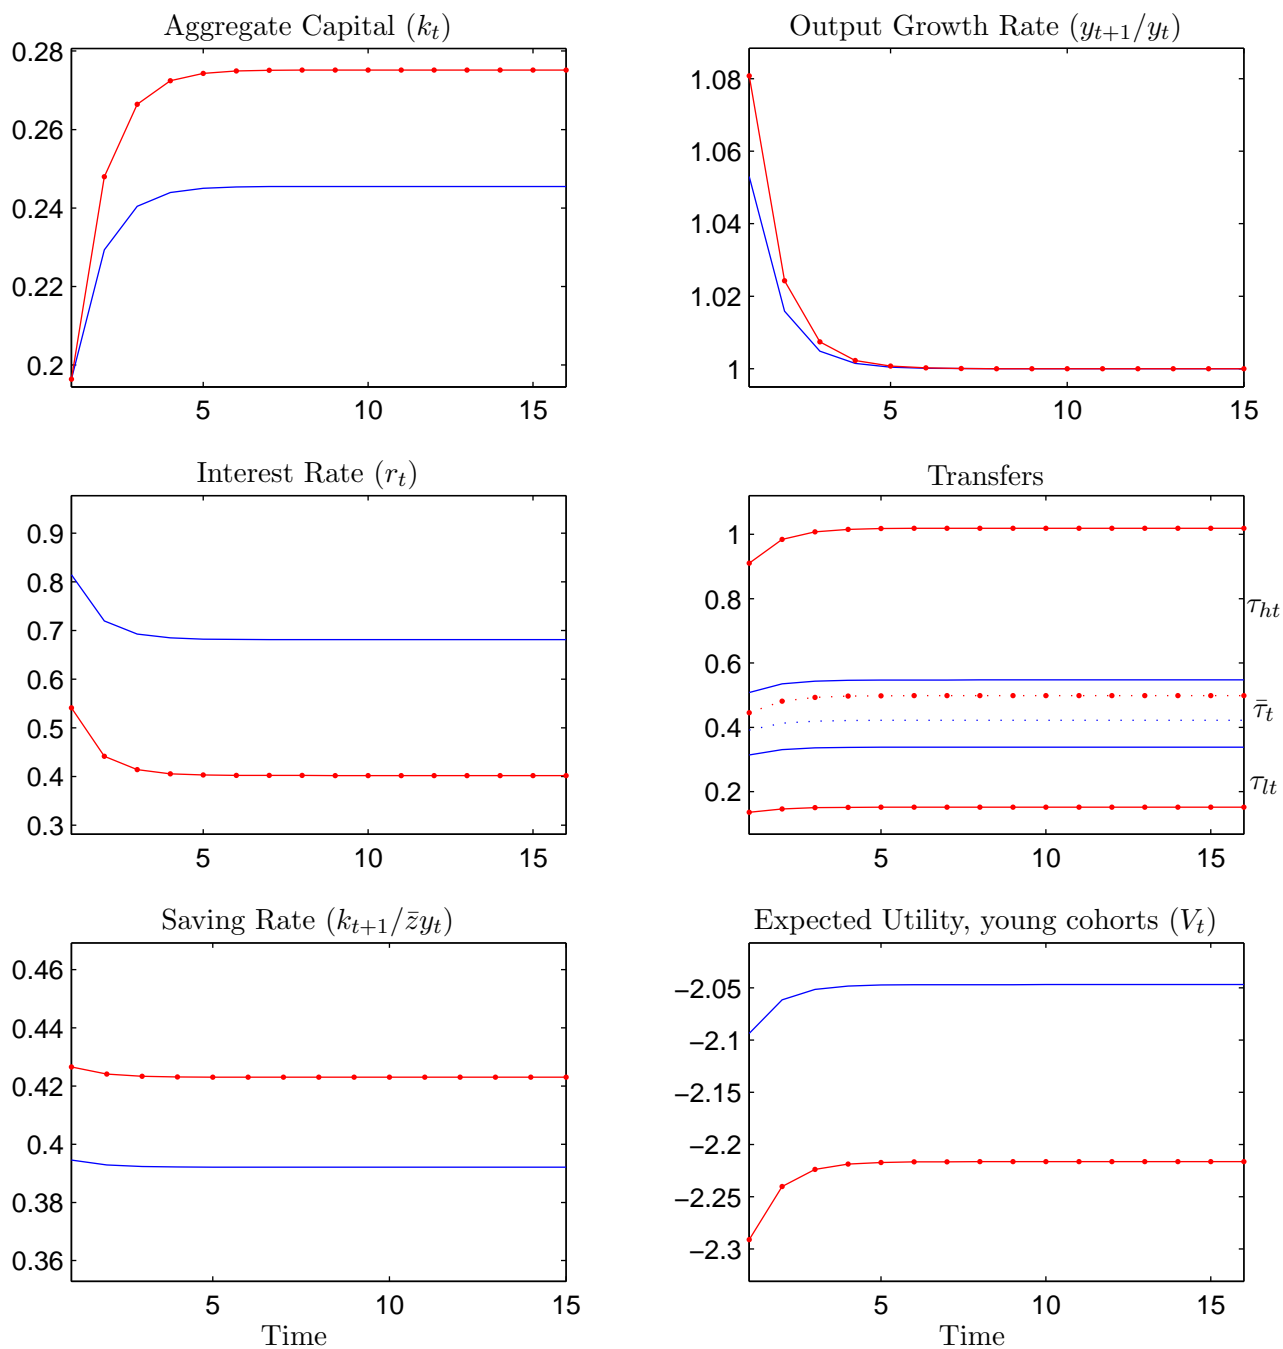 Aggregate Capital (k_t)
0.28
0.26
0.24
0.22
0.2
5 10 15
Output Growth Rate (y_{t+1}/y_t)
1.08
1.06
1.04
1.02
1
5 10 15
Interest Rate (r_t)
0.9
0.8
0.7
0.6
0.5
0.4
0.3
5 10 15
Transfers
1
0.8
0.6
0.4
0.2
τ_{ht}
τ̄_t
τ_{lt}
5 10 15
Saving Rate (k_{t+1}/z̄y_t)
0.46
0.44
0.42
0.4
0.38
0.36
5 10 15
Time
Expected Utility, young cohorts (V_t)
−2.05
−2.1
−2.15
−2.2
−2.25
−2.3
5 10 15
Time